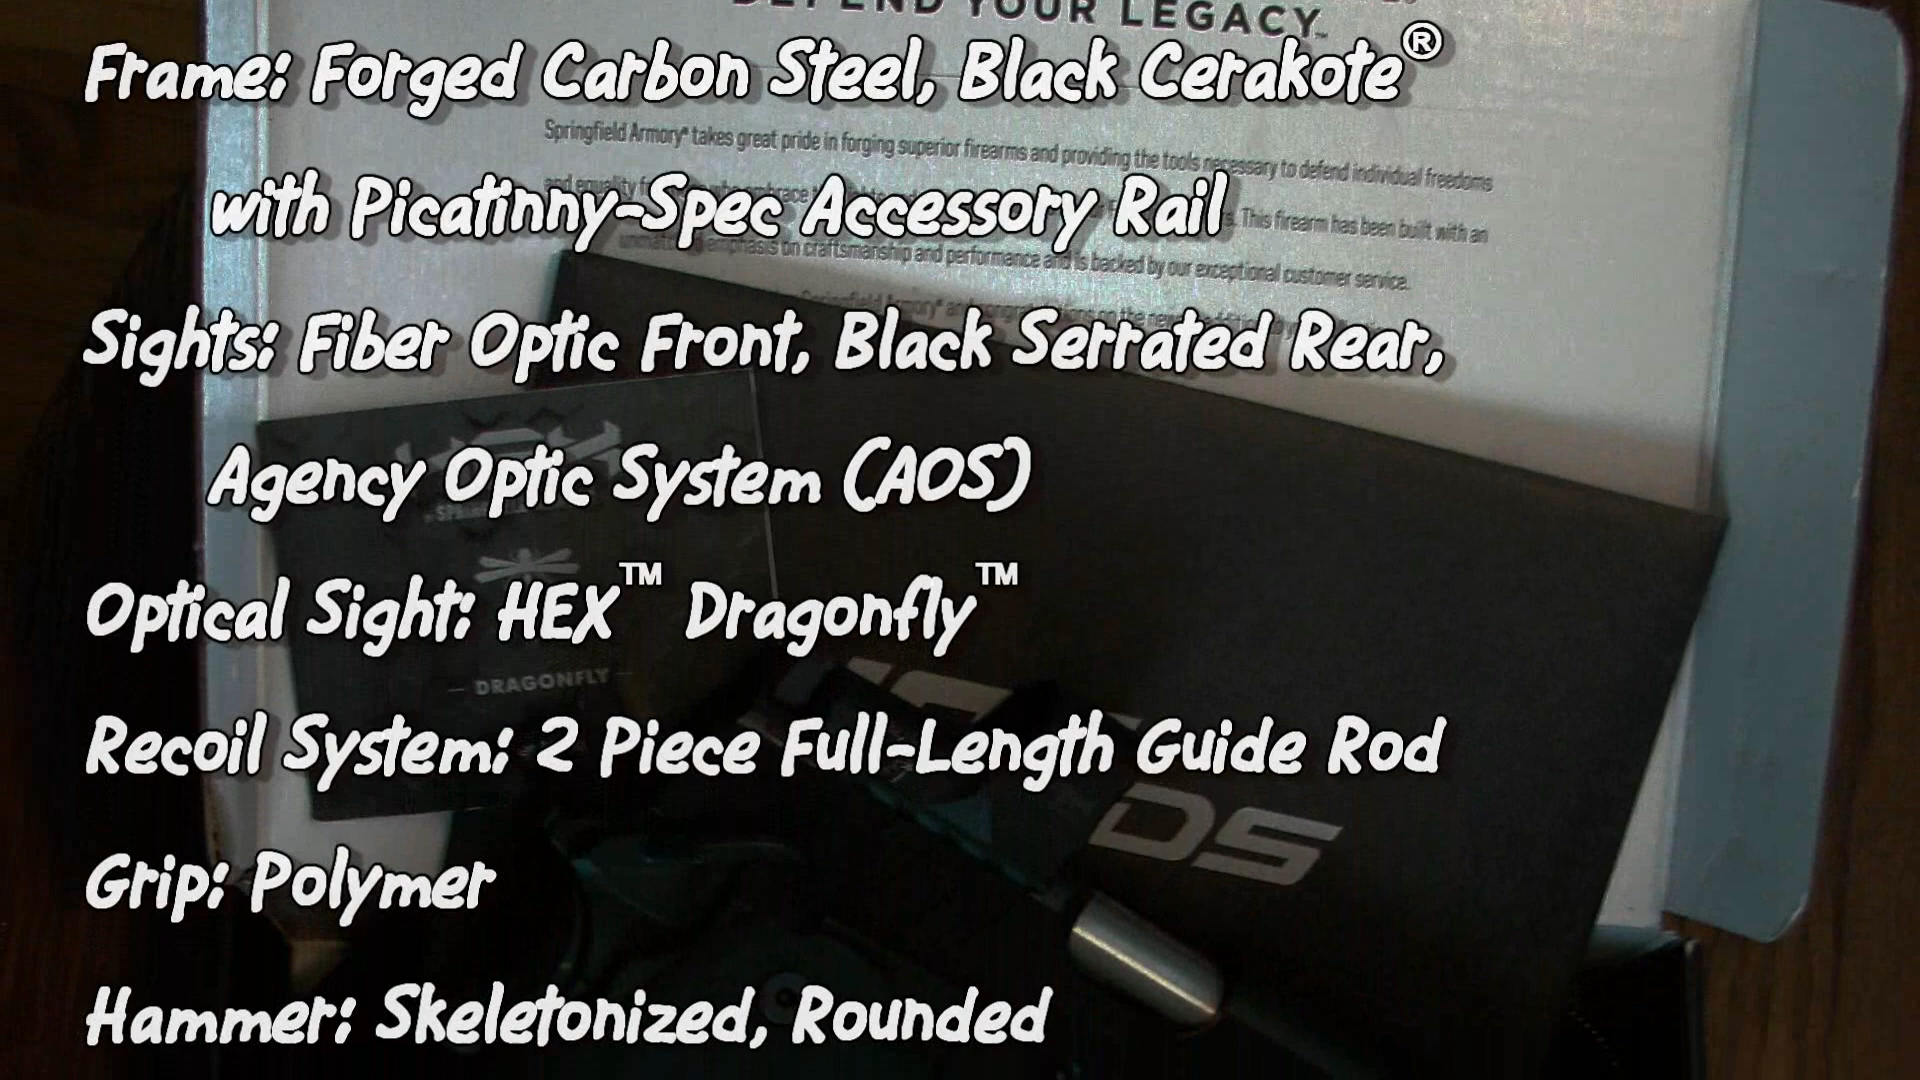 DEFEND YOUR LEGACY™
Frame: Forged Carbon Steel, Black Cerakote®
Springfield Armory® takes great pride in forging superior firearms and providing the tools necessary to defend individual freedoms
with Picatinny-Spec Accessory Rail
and equality This firearm has been built with an
emphasis on craftsmanship and performance and is backed by our exceptional customer service.
Sights: Fiber Optic Front, Black Serrated Rear,
Agency Optic System (AOS)
Optical Sight: HEX™ Dragonfly™
DRAGONFLY
Recoil System: 2 Piece Full-Length Guide Rod
DS
Grip: Polymer
Hammer: Skeletonized, Rounded